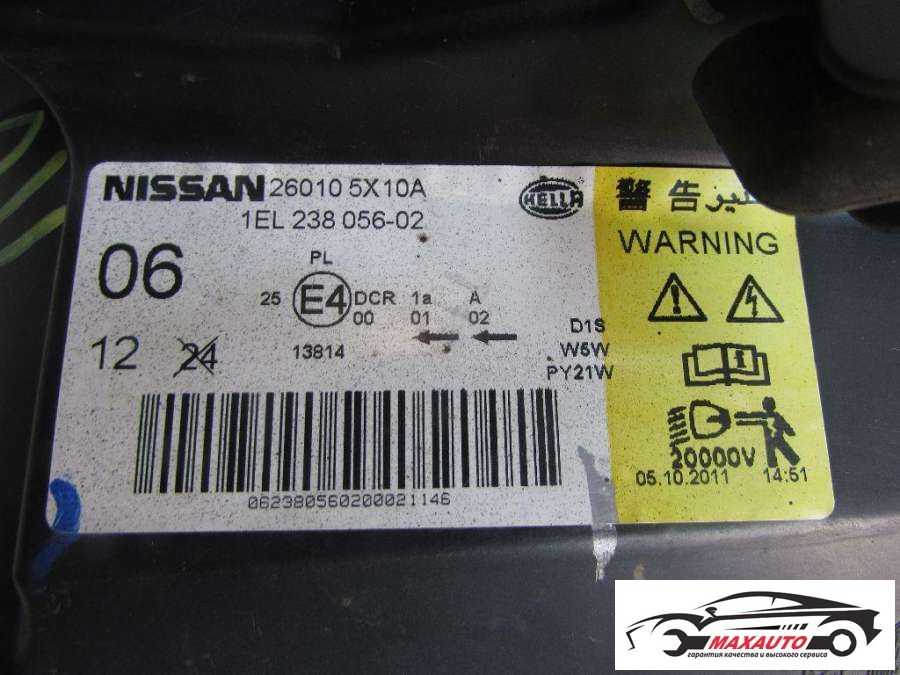 NISSAN 26010 5X10A
1EL 238 056-02
HELLA
警告
WARNING
06
PL
25 E4 DCR 1a A
00 01 02
13814
12 24
D1S
W5W
PY21W
i
20000V
05.10.2011 14:51
062380560200021146
MAXAUTO
гарантия качества и высокого сервиса